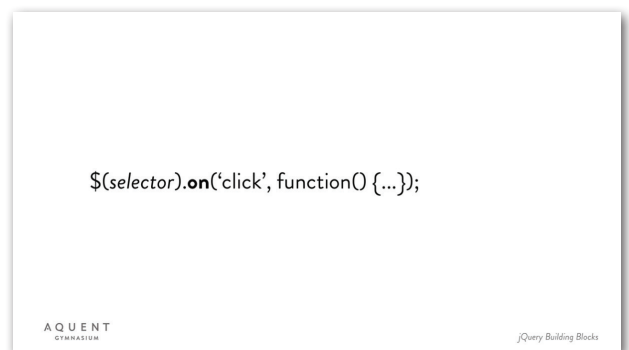 $(selector).on(‘click’, function() {...});
AQUENT
GYMNASIUM
jQuery Building Blocks